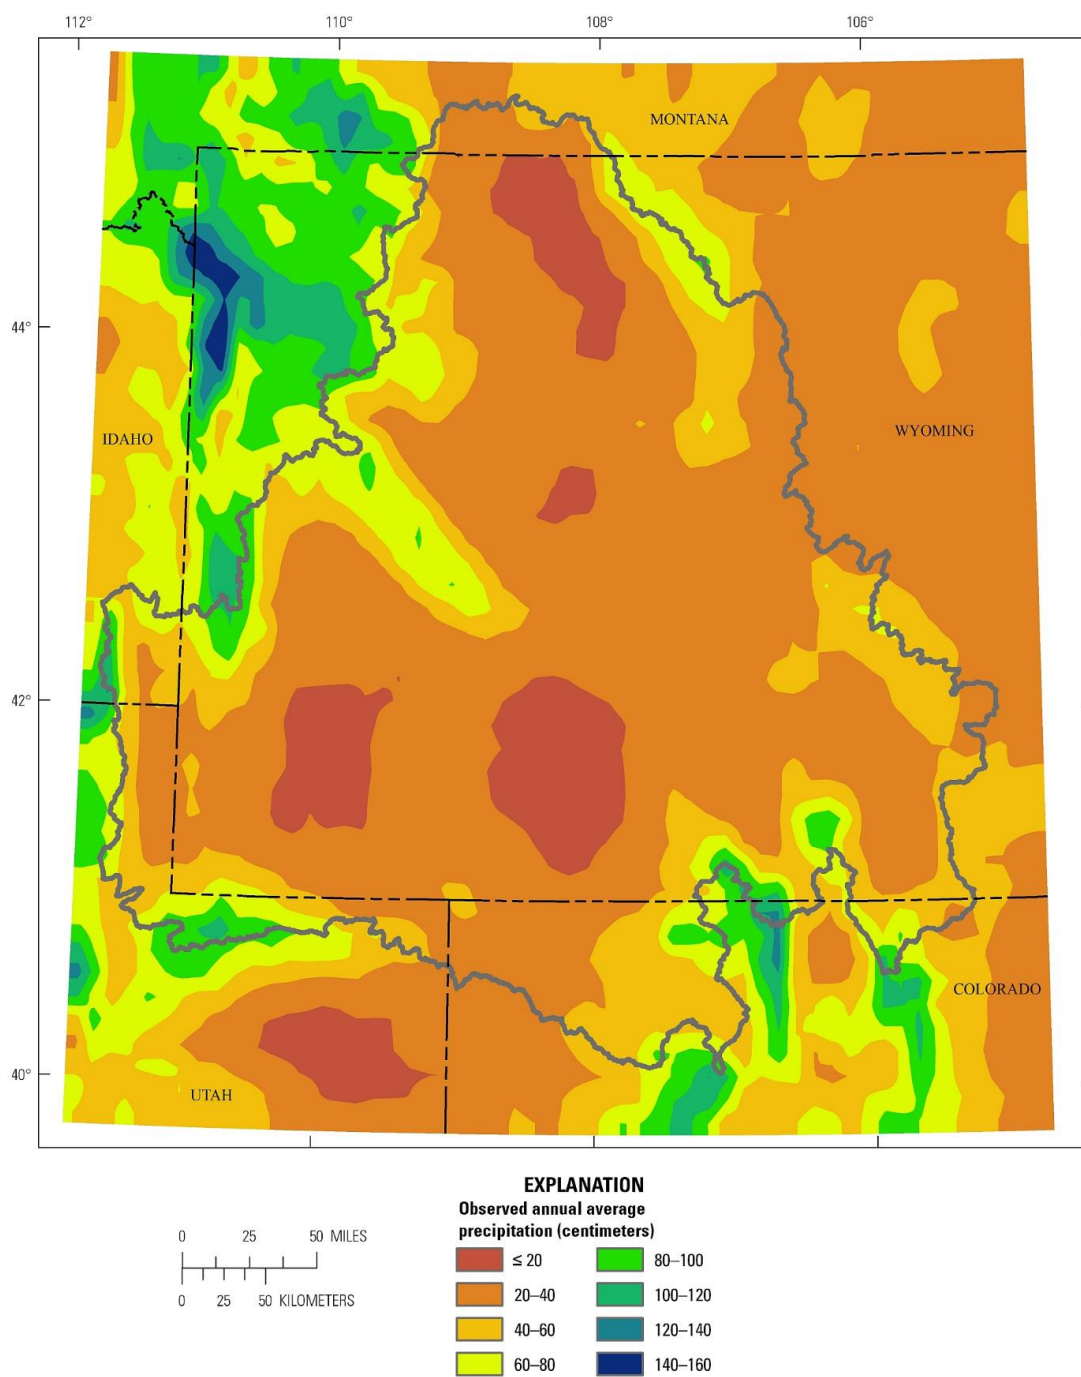 112° 110° 108° 106°
MONTANA
44°
IDAHO
WYOMING
42°
COLORADO
40°
UTAH
EXPLANATION
Observed annual average
precipitation (centimeters)
0 25 50 MILES
0 25 50 KILOMETERS
≤ 20
20–40
40–60
60–80
80–100
100–120
120–140
140–160